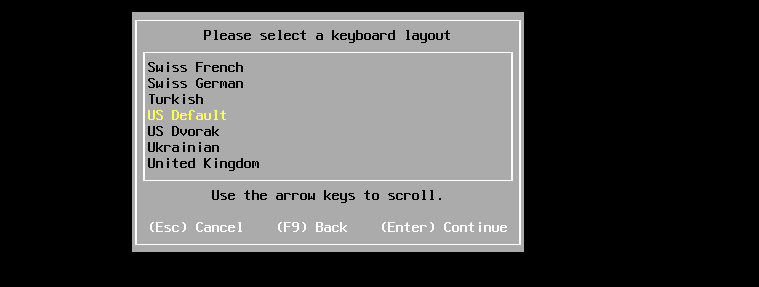 Please select a keyboard layout
Swiss French
Swiss German
Turkish
US Default
US Dvorak
Ukrainian
United Kingdom
Use the arrow keys to scroll.
(Esc) Cancel (F9) Back (Enter) Continue